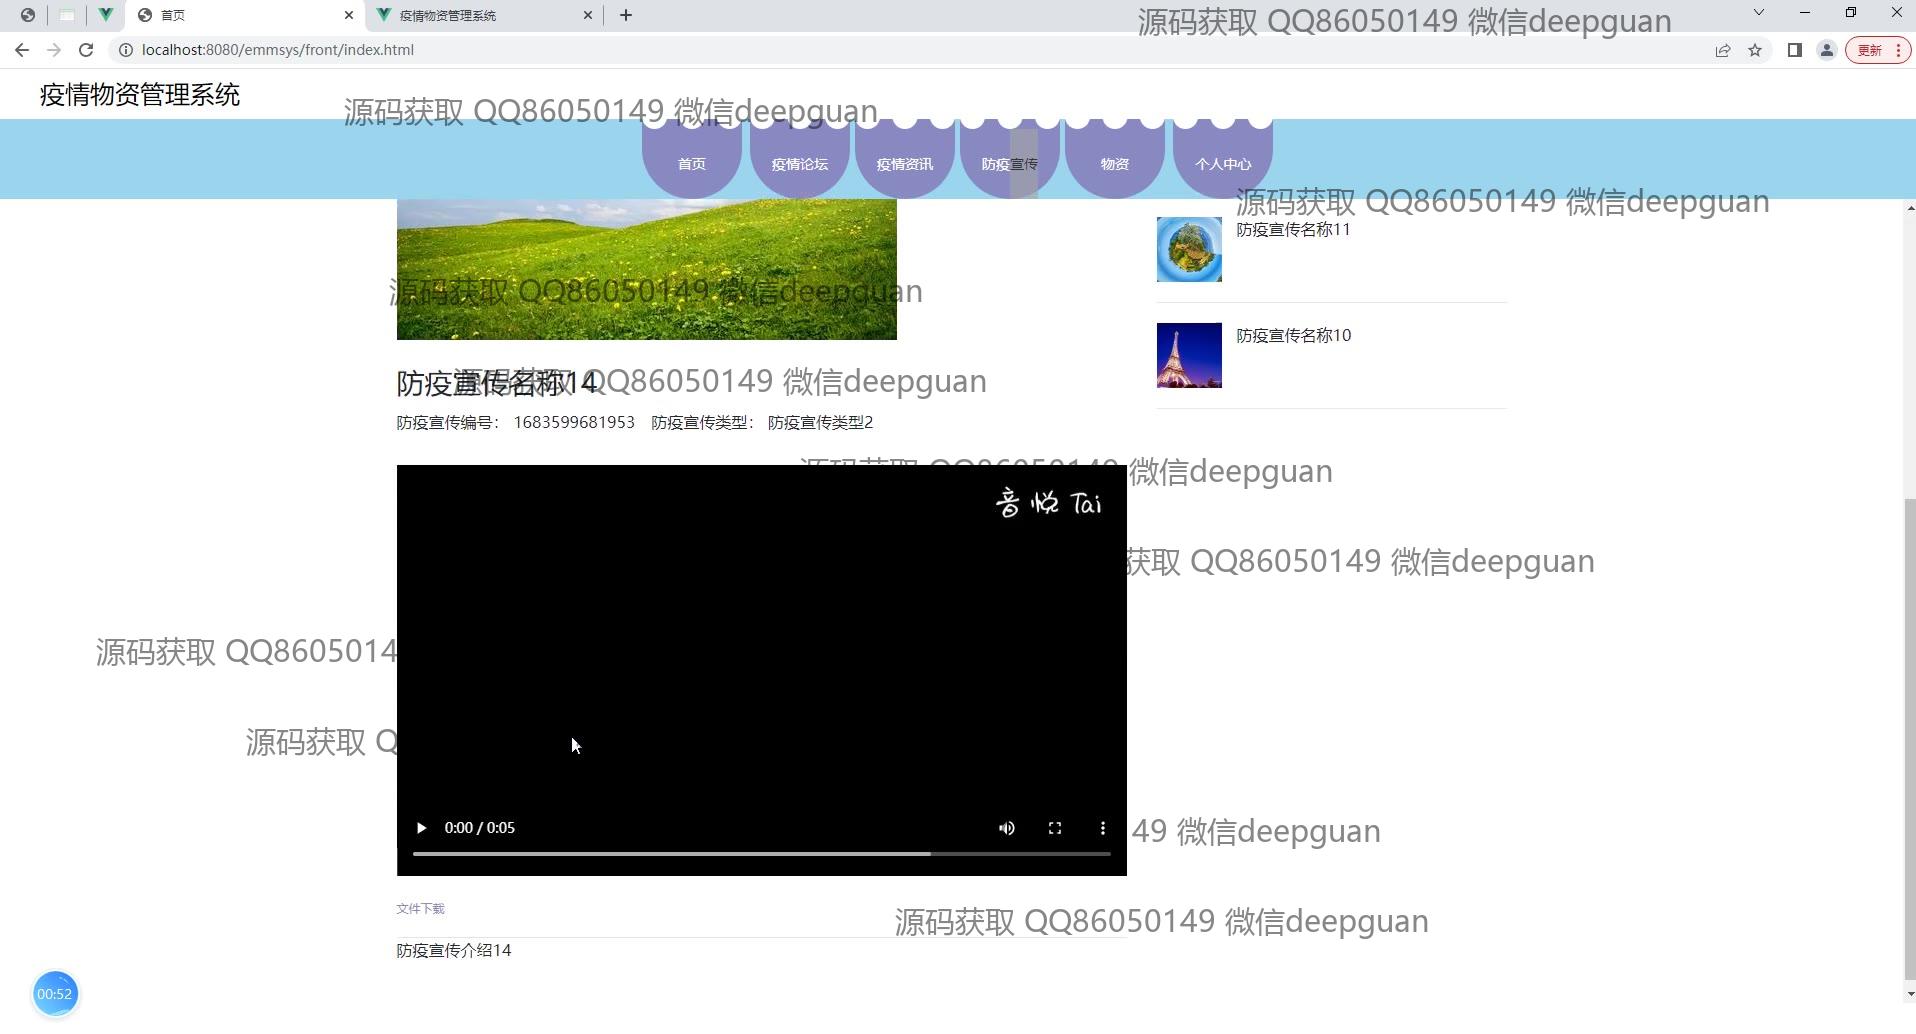 首页
疫情物资管理系统
源码获取 QQ86050149 微信deepguan
localhost:8080/emmsys/front/index.html
更新
疫情物资管理系统
源码获取 QQ86050149 微信deepguan
首页 疫情论坛 疫情资讯 防疫宣传 物资 个人中心
源码获取 QQ86050149 微信deepguan
防疫宣传名称11
源码获取 QQ86050149 微信deepguan
防疫宣传名称10
防疫宣传名称14
源码获取 QQ86050149 微信deepguan
防疫宣传编号： 1683599681953 防疫宣传类型： 防疫宣传类型2
源码获取 QQ86050149 微信deepguan
音悦 Tai
获取 QQ86050149 微信deepguan
源码获取 QQ8605014
源码获取 Q
0:00 / 0:05
49 微信deepguan
文件下载
源码获取 QQ86050149 微信deepguan
防疫宣传介绍14
00:52